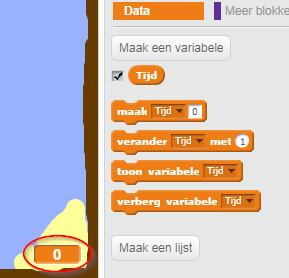 Data
Meer blokke
Maak een variabele
Tijd
maak Tijd 0
verander Tijd met 1
toon variabele Tijd
verberg variabele Tijd
0
Maak een lijst